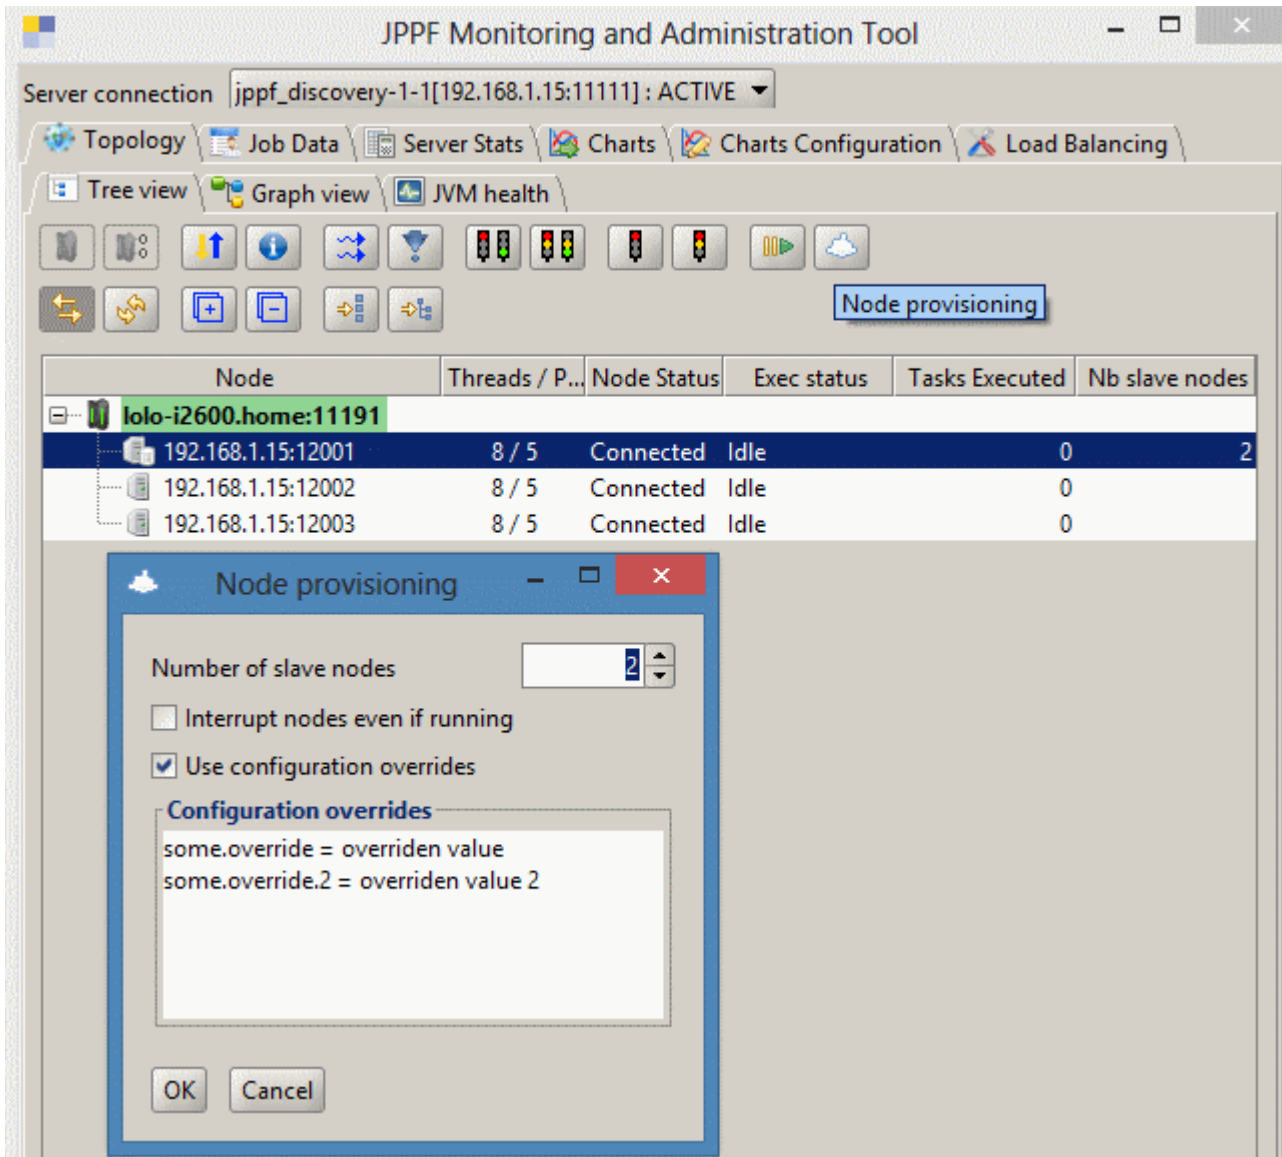 JPPF Monitoring and Administration Tool
Server connection jppf_discovery-1-1[192.168.1.15:11111] : ACTIVE
Topology Job Data Server Stats Charts Charts Configuration Load Balancing
Tree view Graph view JVM health
Node provisioning
Node Threads / P... Node Status Exec status Tasks Executed Nb slave nodes
lolo-i2600.home:11191
192.168.1.15:12001 8 / 5 Connected Idle 0 2
192.168.1.15:12002 8 / 5 Connected Idle 0
192.168.1.15:12003 8 / 5 Connected Idle 0
Node provisioning
Number of slave nodes 2
Interrupt nodes even if running
Use configuration overrides
Configuration overrides
some.override = overriden value
some.override.2 = overriden value 2
OK Cancel